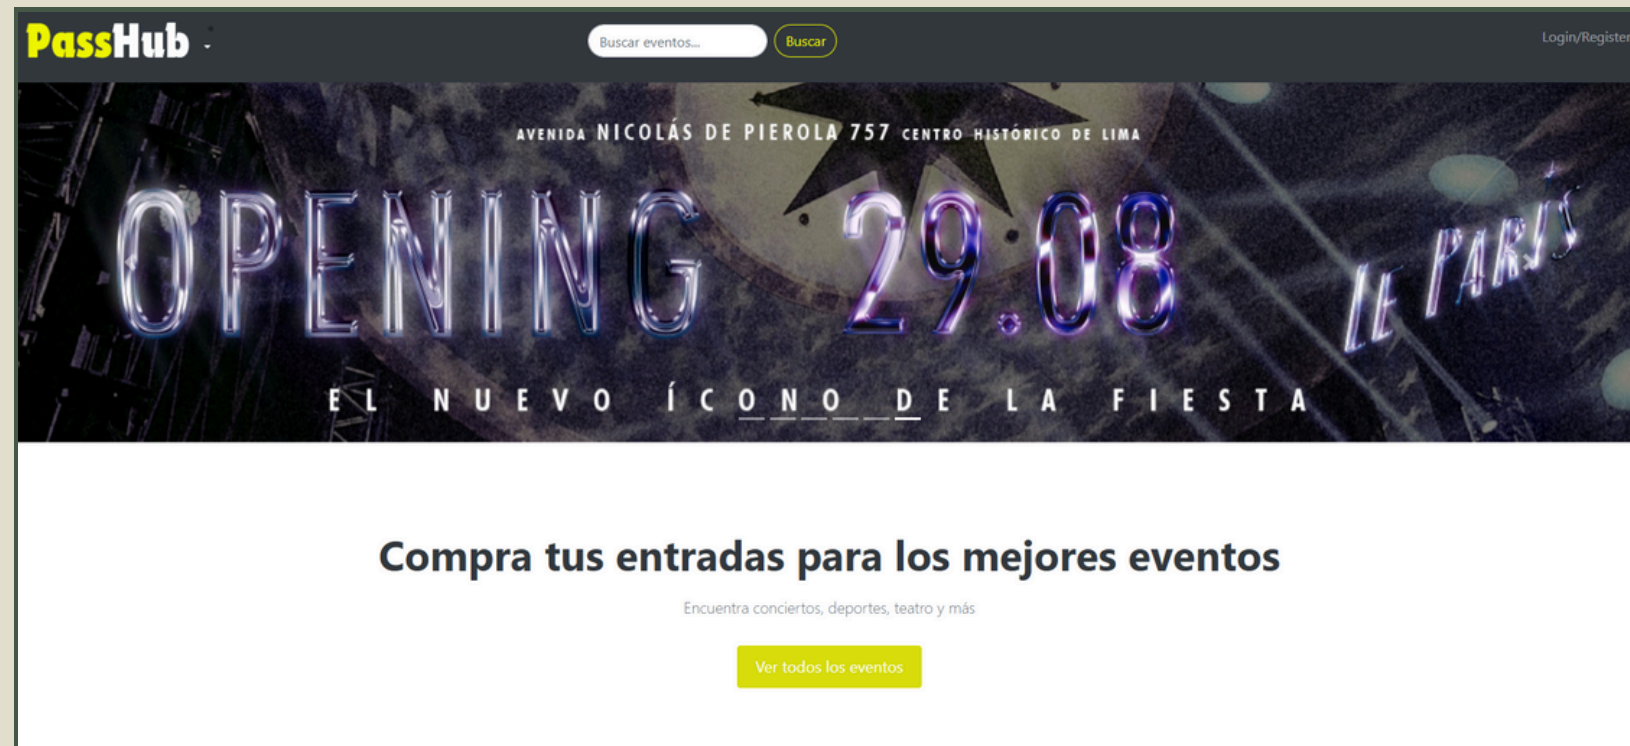 PassHub
Buscar eventos...
Buscar
Login/Register
AVENIDA NICOLÁS DE PIEROLA 757 CENTRO HISTÓRICO DE LIMA
OPENING 29.08
LE PARIS
EL NUEVO ÍCONO DE LA FIESTA
Compra tus entradas para los mejores eventos
Encuentra conciertos, deportes, teatro y más
Ver todos los eventos